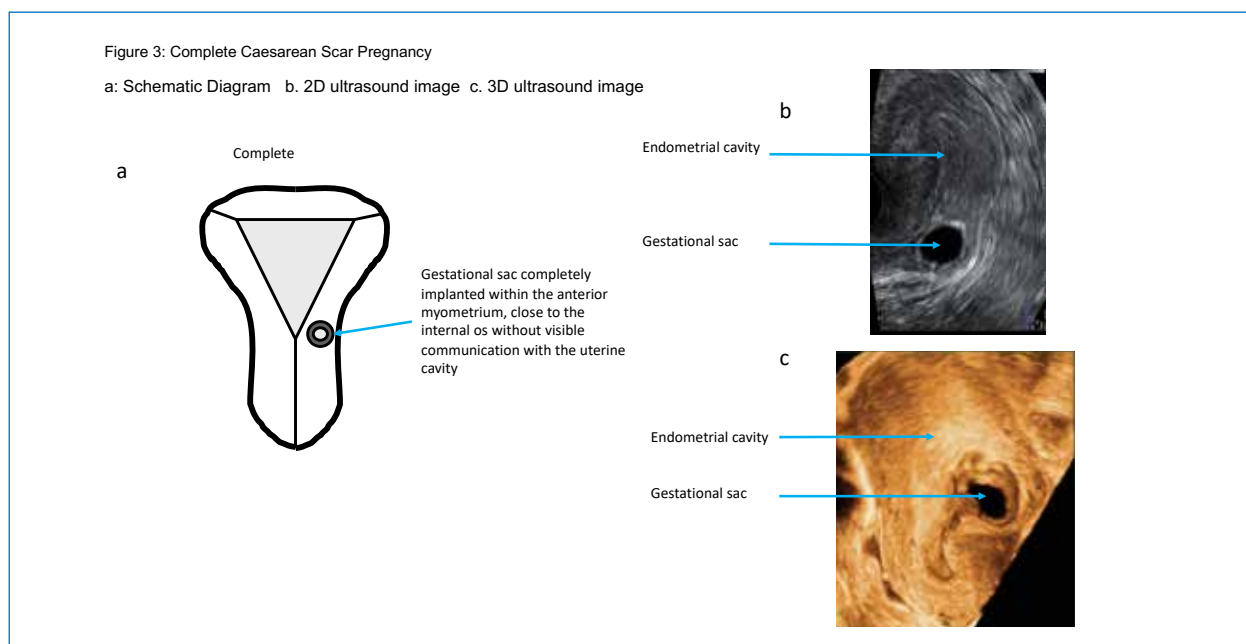 Figure 3: Complete Caesarean Scar Pregnancy
a: Schematic Diagram b. 2D ultrasound image c. 3D ultrasound image
a
Complete
Gestational sac completely
implanted within the anterior
myometrium, close to the
internal os without visible
communication with the uterine
cavity
b
Endometrial cavity
Gestational sac
c
Endometrial cavity
Gestational sac